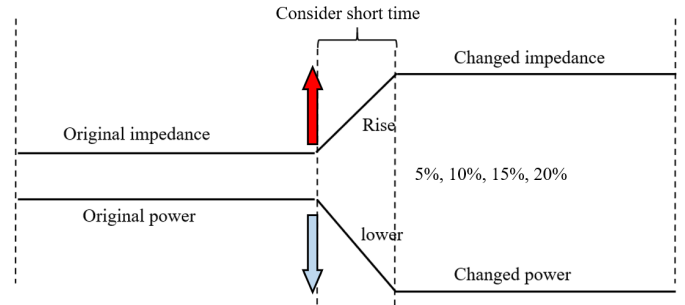 Consider short time
Changed impedance
Original impedance
Rise
5%, 10%, 15%, 20%
Original power
lower
Changed power